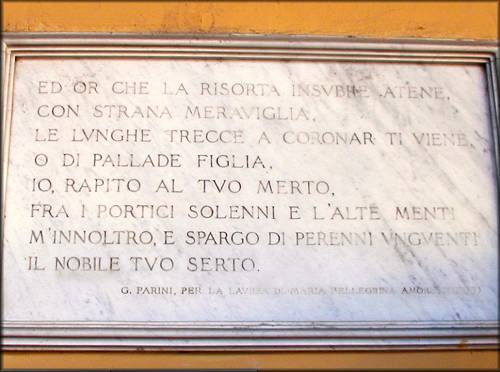 ED OR CHE LA RISORTA INSVBRE ATENE,
CON STRANA MERAVIGLIA,
LE LVNGHE TRECCE A CORONAR TI VIENE,
O DI PALLADE FIGLIA,
IO, RAPITO AL TVO MERTO,
FRA I PORTICI SOLENNI E L'ALTE MENTI
M'INNOLTRO, E SPARGO DI PERENNI VNGVENTI
IL NOBILE TVO SERTO.
G. PARINI, PER LA LAVREA DI MARIA PELLEGRINA